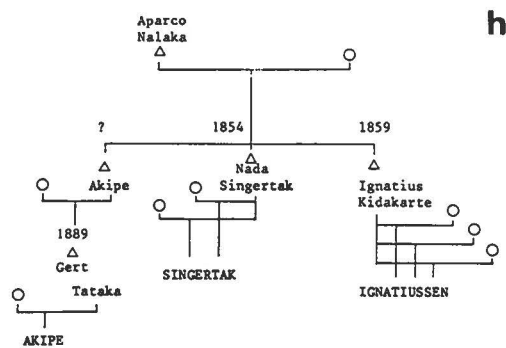 h
Aparco
Nalaka
? 1854 1859
Akipe
Nada
Singertak
Ignatius
Kidakarte
1889
Gert
Tataka
SINGERTAK
IGNATIUSSEN
AKIPE